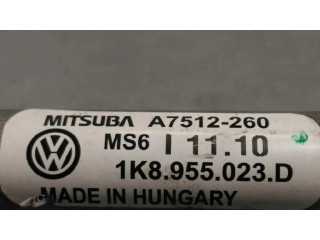 MITSUBA A7512-260
MS6 I 11.10
1K8.955.023.D
MADE IN HUNGARY